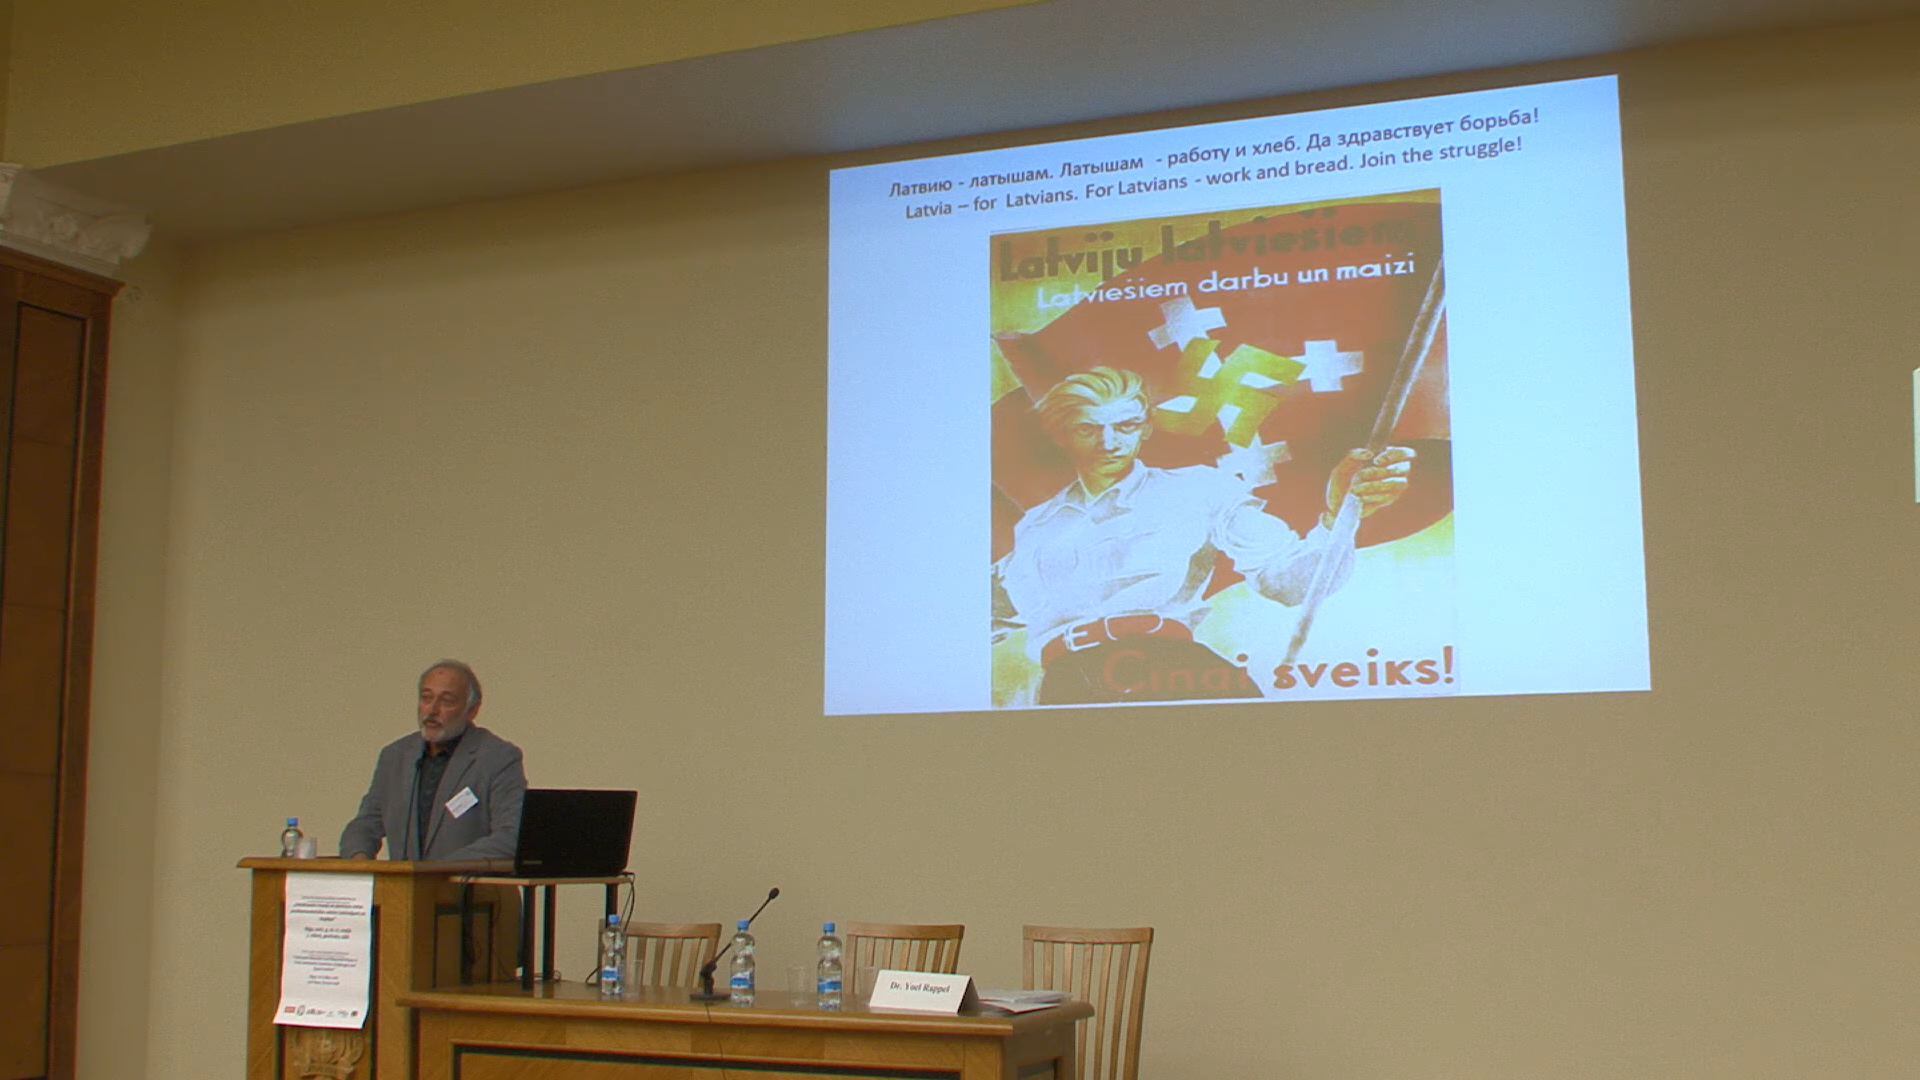 Латвию - латышам. Латышам - работу и хлеб. Да здравствует борьба!
Latvia – for Latvians. For Latvians - work and bread. Join the struggle!
Latviju latviešiem
Latviešiem darbu un maizi
Cīņai sveiks!
Dr. Yoel Rappel